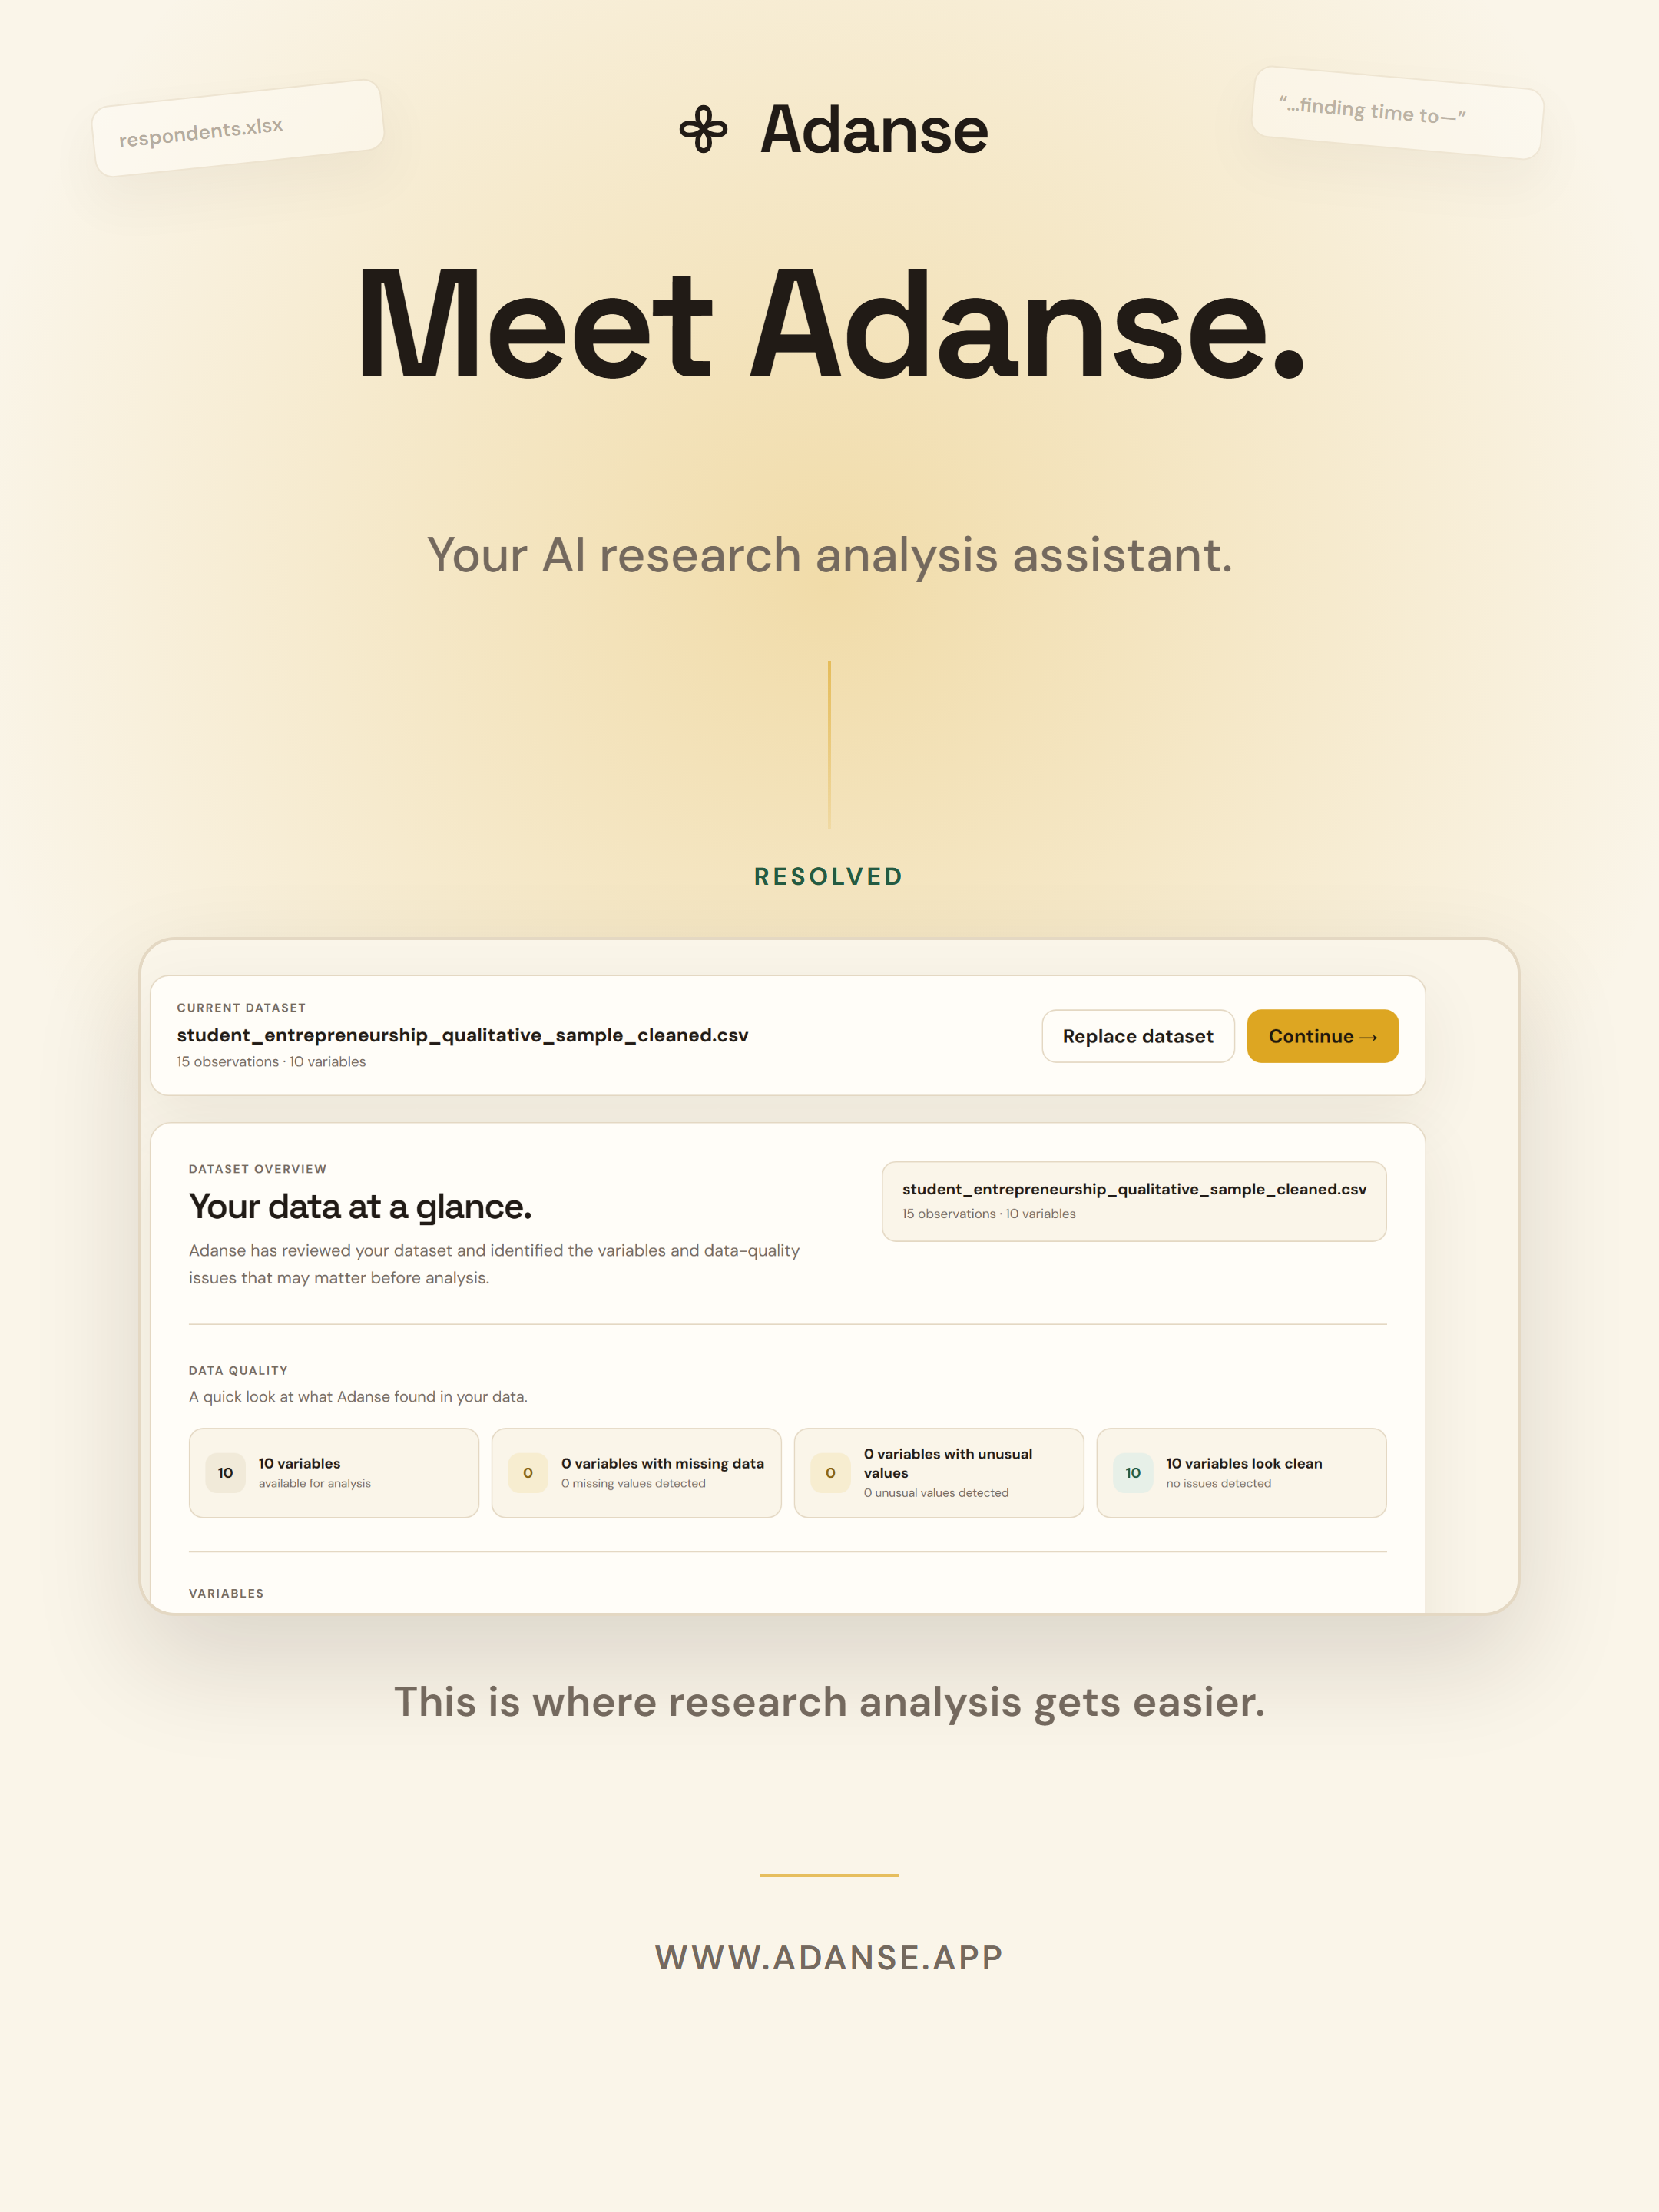 respondents.xlsx
Adanse
“…finding time to—”
Meet Adanse.
Your AI research analysis assistant.
RESOLVED
CURRENT DATASET
student_entrepreneurship_qualitative_sample_cleaned.csv
15 observations · 10 variables
Replace dataset
Continue →
DATASET OVERVIEW
Your data at a glance.
Adanse has reviewed your dataset and identified the variables and data-quality
issues that may matter before analysis.
student_entrepreneurship_qualitative_sample_cleaned.csv
15 observations · 10 variables
DATA QUALITY
A quick look at what Adanse found in your data.
10
10 variables
available for analysis
0
0 variables with missing data
0 missing values detected
0
0 variables with unusual
values
0 unusual values detected
10
10 variables look clean
no issues detected
VARIABLES
This is where research analysis gets easier.
WWW.ADANSE.APP